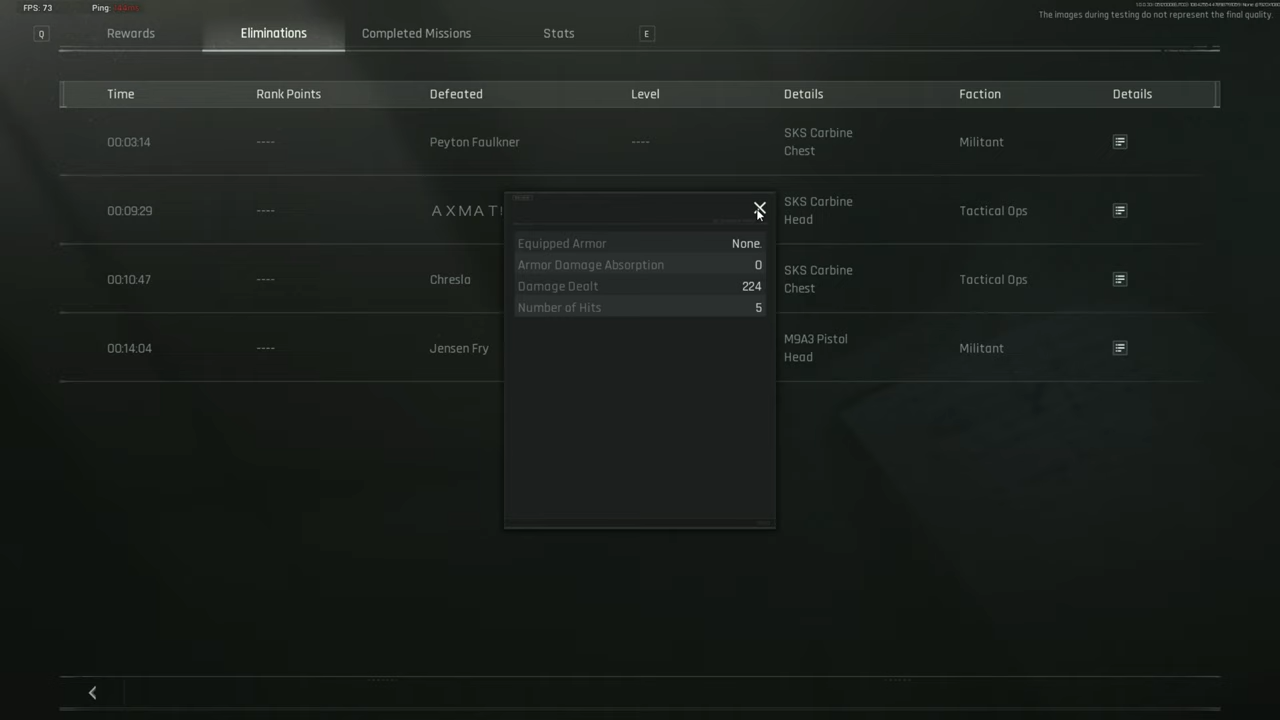 FPS: 73 Ping:
The images during testing do not represent the final quality.
Q Rewards Eliminations Completed Missions Stats E
Time Rank Points Defeated Level Details Faction Details
00:03:14 ---- Peyton Faulkner ---- SKS Carbine Chest Militant
00:09:29 ---- AXMAT SKS Carbine Head Tactical Ops
00:10:47 ---- Chresla SKS Carbine Chest Tactical Ops
00:14:04 ---- Jensen Fry M9A3 Pistol Head Militant
Equipped Armor None
Armor Damage Absorption 0
Damage Dealt 224
Number of Hits 5